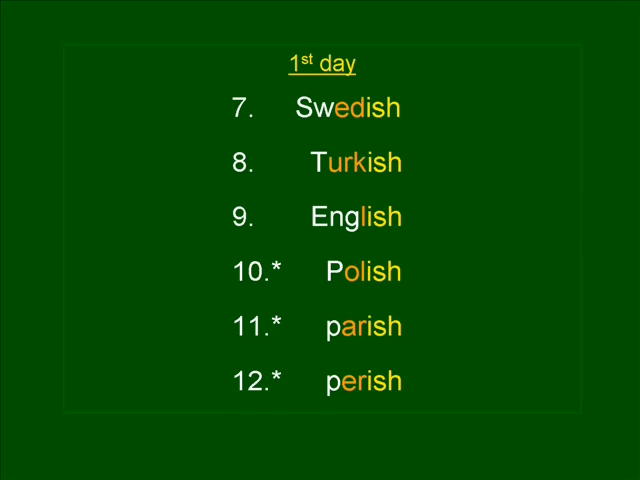 1st day
7. Swedish
8. Turkish
9. English
10.* Polish
11.* parish
12.* perish